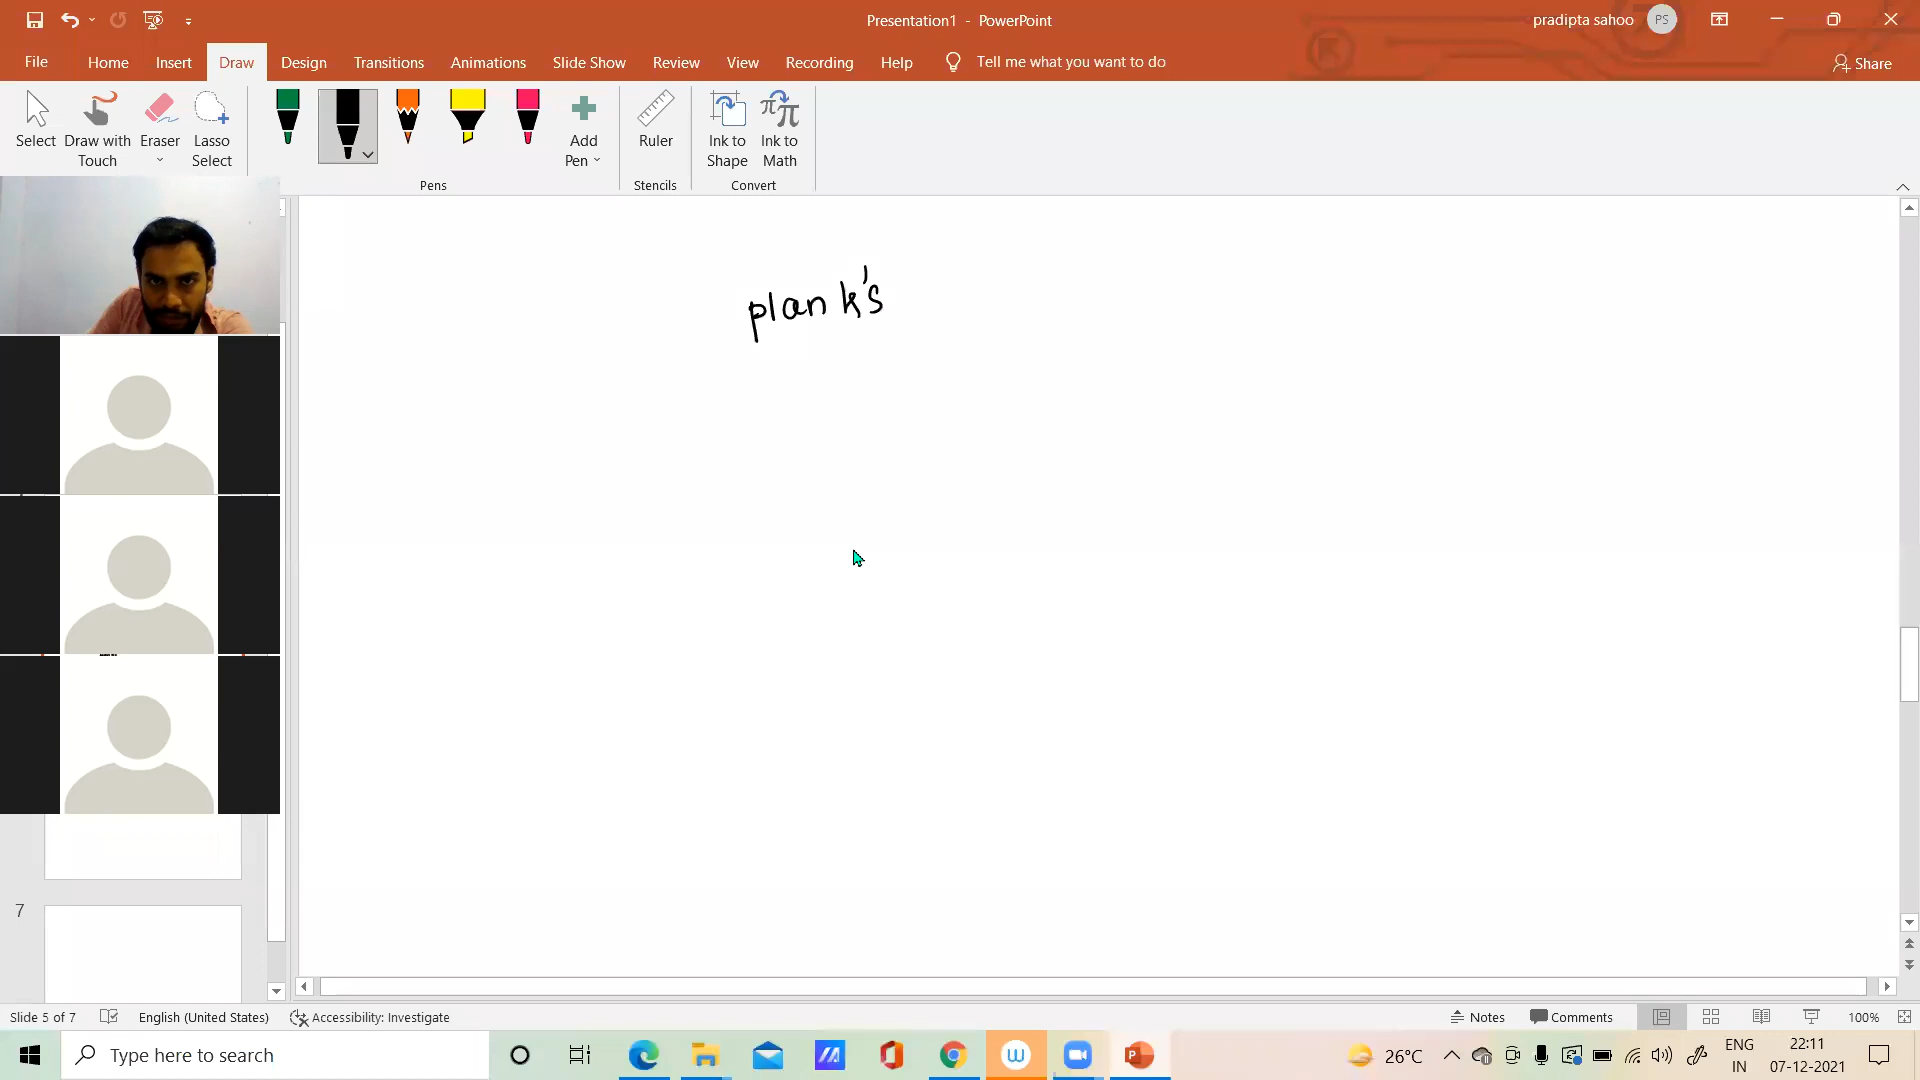 Presentation1 - PowerPoint
pradipta sahoo PS
File Home Insert Draw Design Transitions Animations Slide Show Review View Recording Help Tell me what you want to do Share
Select Draw with Touch Eraser Lasso Select Add Pen Ruler Ink to Shape Ink to Math
Pens Stencils Convert
plank's
7
Slide 5 of 7 English (United States) Accessibility: Investigate Notes Comments 100%
Type here to search 26°C ENG IN 22:11 07-12-2021